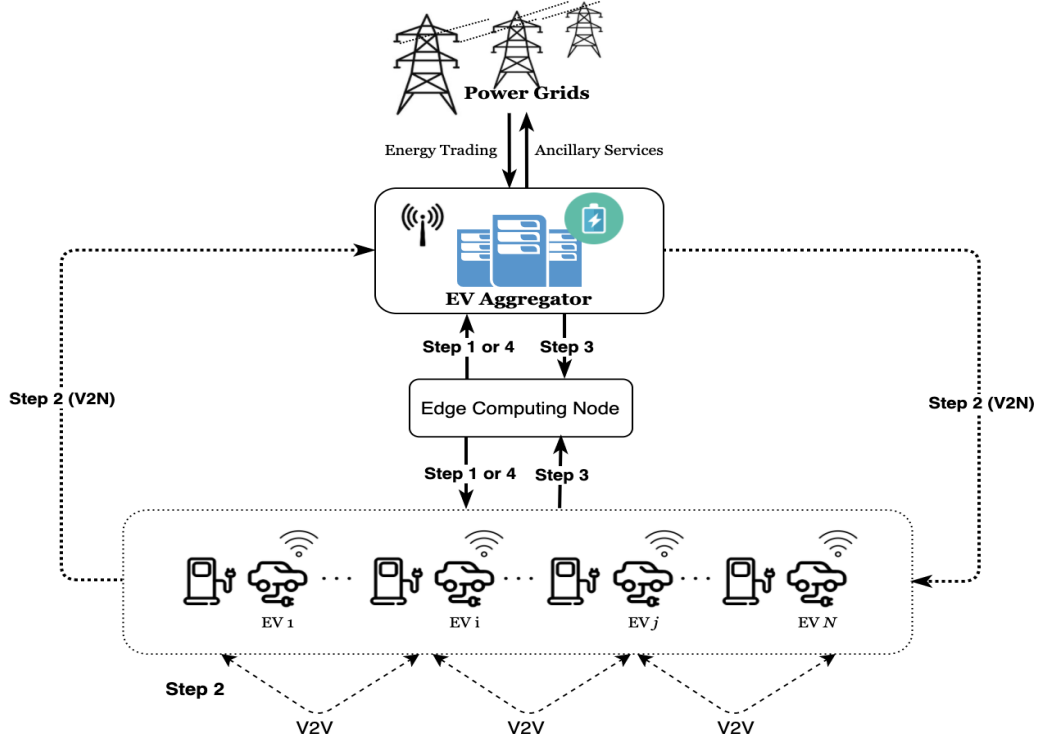 Power Grids
Energy Trading
Ancillary Services
EV Aggregator
Step 1 or 4
Step 3
Step 2 (V2N)
Edge Computing Node
Step 2 (V2N)
Step 1 or 4
Step 3
EV 1
EV i
EV j
EV N
Step 2
V2V
V2V
V2V